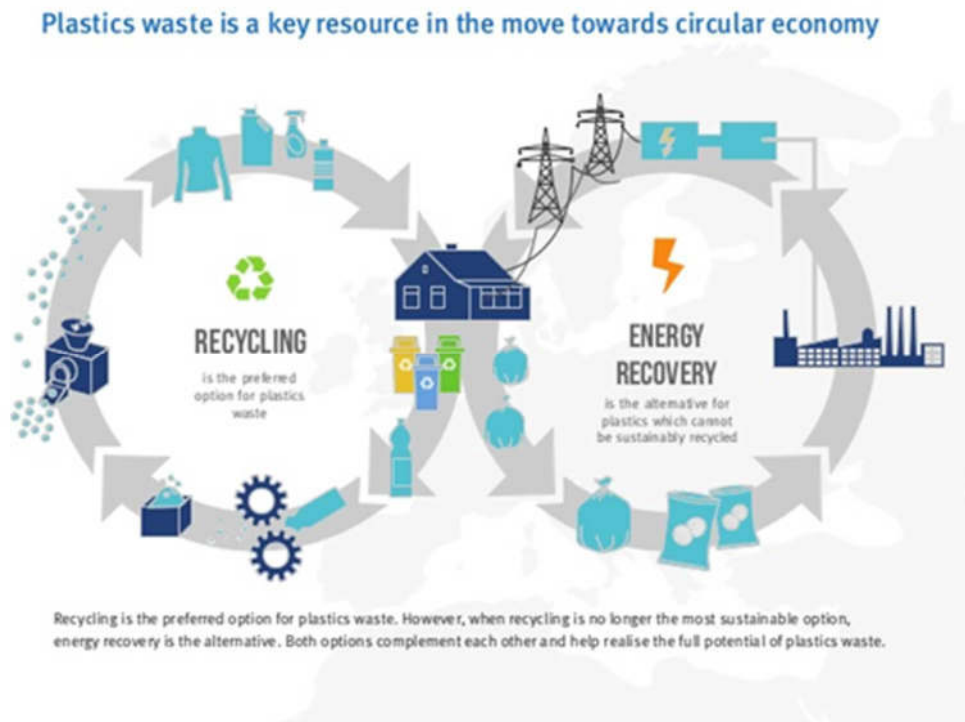 Plastics waste is a key resource in the move towards circular economy
RECYCLING
is the preferred
option for plastics
waste
ENERGY
RECOVERY
is the alternative for
plastics which cannot
be sustainably recycled
Recycling is the preferred option for plastics waste. However, when recycling is no longer the most sustainable option,
energy recovery is the alternative. Both options complement each other and help realise the full potential of plastics waste.